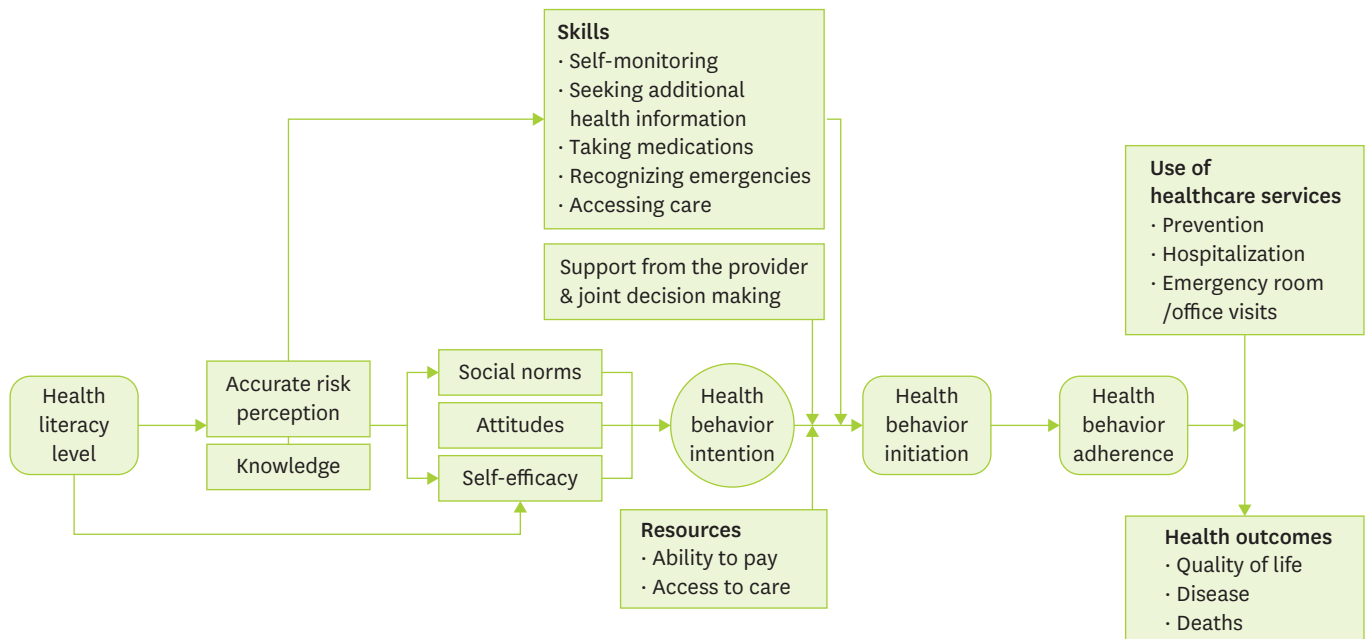 Skills
· Self-monitoring
· Seeking additional
health information
· Taking medications
· Recognizing emergencies
· Accessing care
Use of
healthcare services
· Prevention
· Hospitalization
· Emergency room
/office visits
Support from the provider
& joint decision making
Health
literacy
level
Accurate risk
perception
Knowledge
Social norms
Attitudes
Self-efficacy
Health
behavior
intention
Health
behavior
initiation
Health
behavior
adherence
Resources
· Ability to pay
· Access to care
Health outcomes
· Quality of life
· Disease
· Deaths